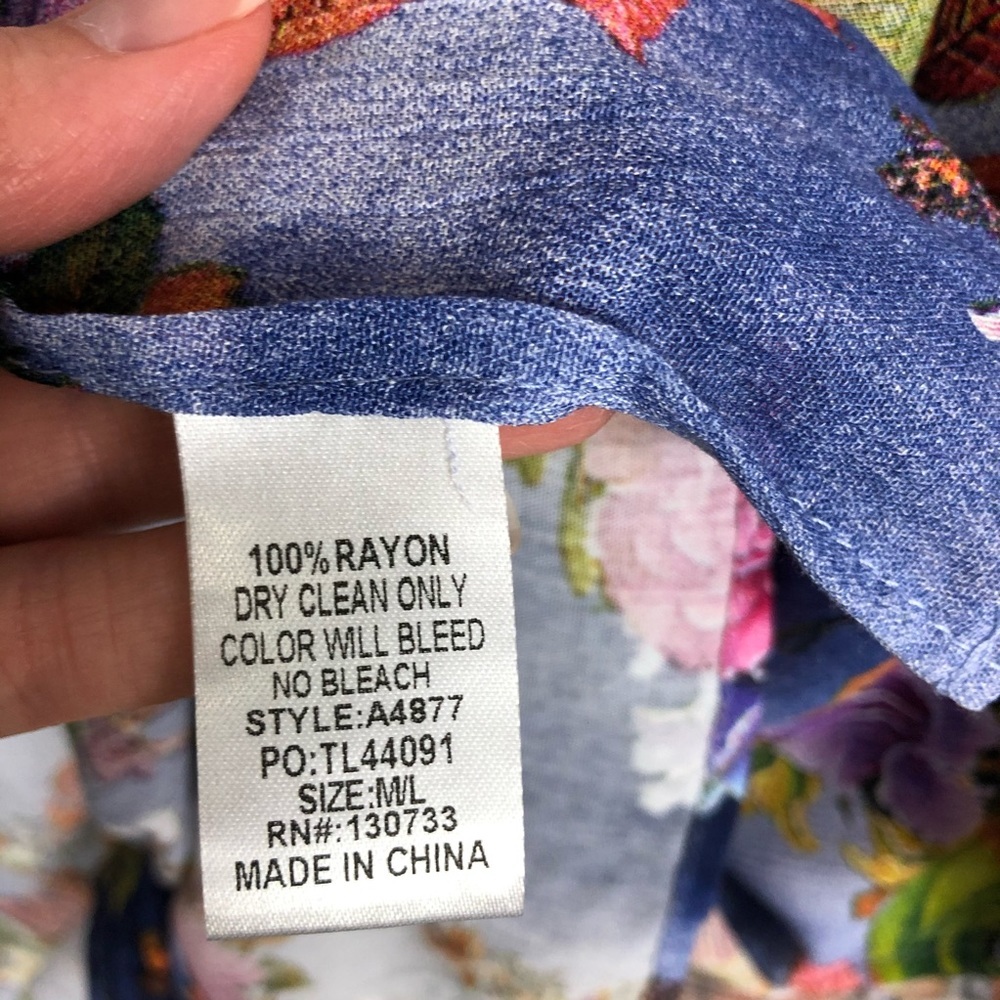 100% RAYON
DRY CLEAN ONLY
COLOR WILL BLEED
NO BLEACH
STYLE:A4877
PO:TL44091
SIZE:M/L
RN#:130733
MADE IN CHINA